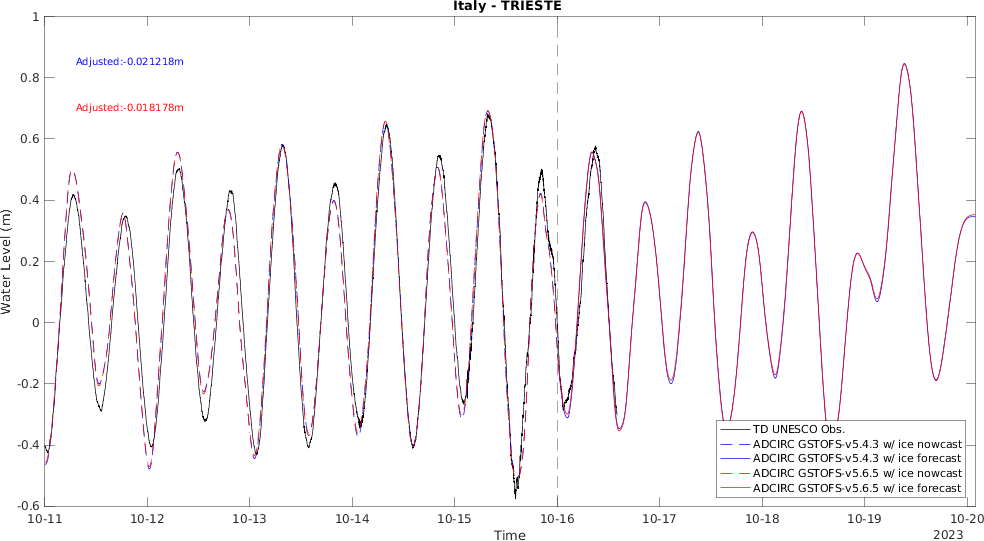 Italy - TRIESTE
Adjusted:-0.021218m
Adjusted:-0.018178m
Water Level (m)
1
0.8
0.6
0.4
0.2
0
-0.2
-0.4
-0.6
TD UNESCO Obs.
ADCIRC GSTOFS-v5.4.3 w/ ice nowcast
ADCIRC GSTOFS-v5.4.3 w/ ice forecast
ADCIRC GSTOFS-v5.6.5 w/ ice nowcast
ADCIRC GSTOFS-v5.6.5 w/ ice forecast
10-11 10-12 10-13 10-14 10-15 10-16 10-17 10-18 10-19 10-20
Time
2023